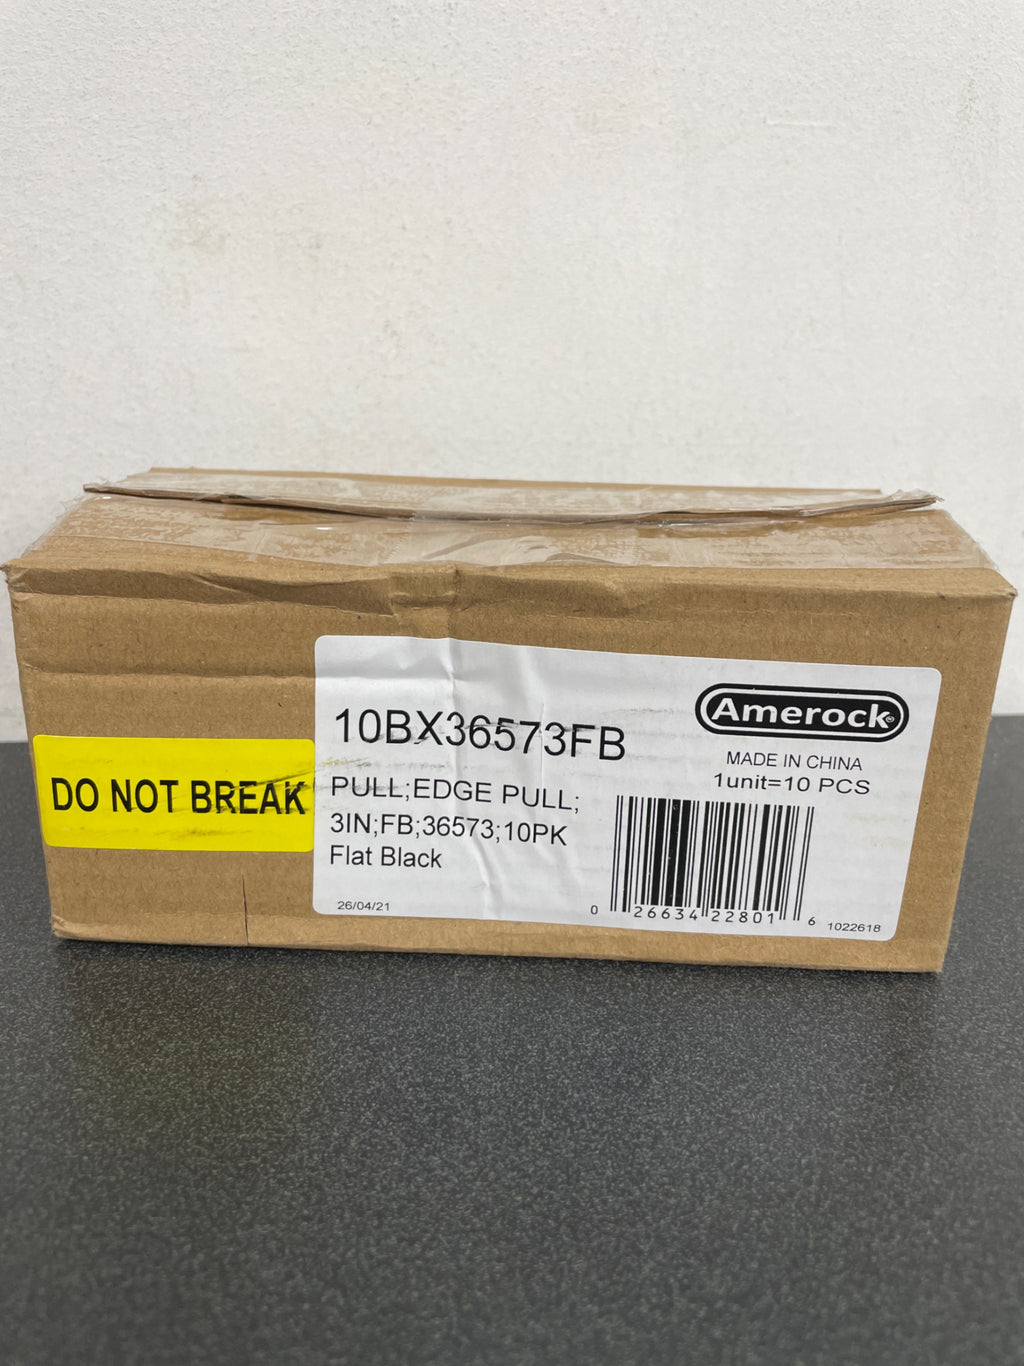 DO NOT BREAK
10BX36573FB
PULL;EDGE PULL;
3IN;FB;36573;10PK
Flat Black
26/04/21
Amerock®
MADE IN CHINA
1unit=10 PCS
0 26634 22801 6
1022618